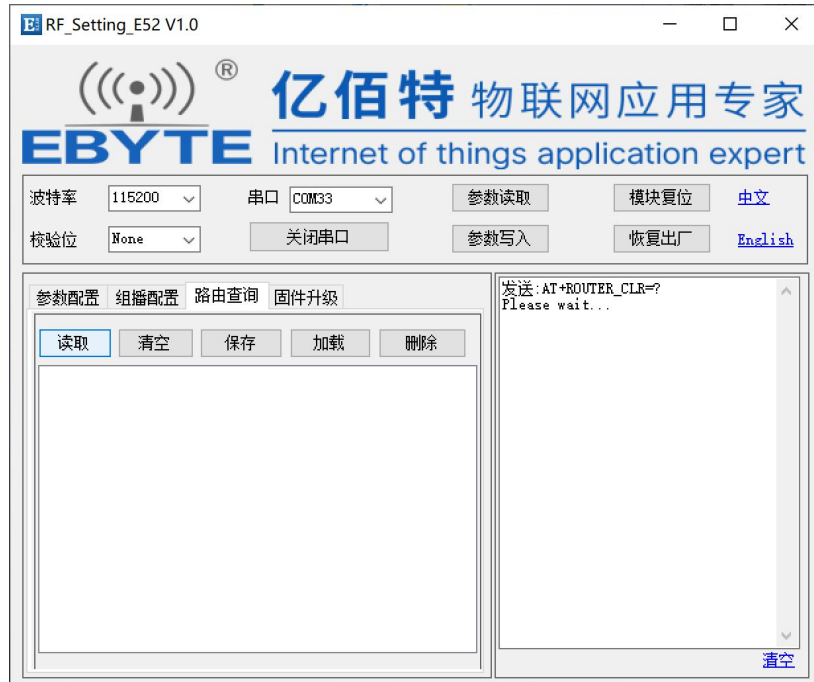 RF_Setting_E52 V1.0
®
EBYTE
亿佰特 物联网应用专家
Internet of things application expert
波特率 115200 串口 COM33 参数读取 模块复位 中文
校验位 None 关闭串口 参数写入 恢复出厂 English
参数配置 组播配置 路由查询 固件升级
读取 清空 保存 加载 删除
发送:AT+ROUTER_CLR=?
Please wait...
清空